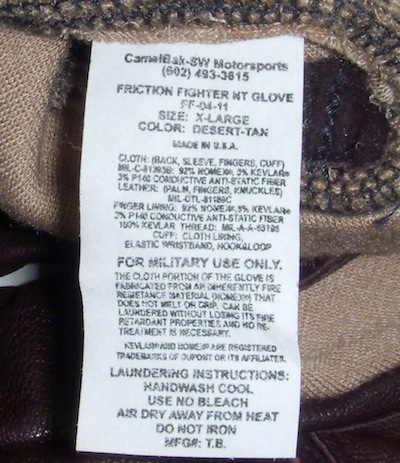 CamelBak-SW Motorsports
(602) 493-3815
FRICTION FIGHTER NT GLOVE
FF-04-11
SIZE: X-LARGE
COLOR: DESERT-TAN
MADE IN U.S.A.
CLOTH: (BACK, SLEEVE, FINGERS, CUFF)
92% NOMEX®, 5% KEVLAR®
3% P140 CONDUCTIVE ANTI-STATIC FIBER
LEATHER: (PALM, FINGERS, KNUCKLES)
FINGER LINING: 92% NOMEX®, 5% KEVLAR®
3% P140 CONDUCTIVE ANTI-STATIC FIBER
100% KEVLAR THREAD:
CUFF: CLOTH LINING,
ELASTIC WRISTBAND, HOOK&LOOP
FOR MILITARY USE ONLY.
THE CLOTH PORTION OF THE GLOVE IS
FABRICATED FROM AN INHERENTLY FIRE
RESISTANCE MATERIAL (NOMEX®) THAT
DOES NOT MELT OR DRIP. CAN BE
LAUNDERED WITHOUT LOSING ITS FIRE
RETARDANT PROPERTIES AND NO RE-
TREATMENT IS NECESSARY.
KEVLAR® AND NOMEX® ARE REGISTERED
TRADEMARKS OF DUPONT OR ITS AFFILIATES.
LAUNDERING INSTRUCTIONS:
HANDWASH COOL
USE NO BLEACH
AIR DRY AWAY FROM HEAT
DO NOT IRON
MFG#: T.B.